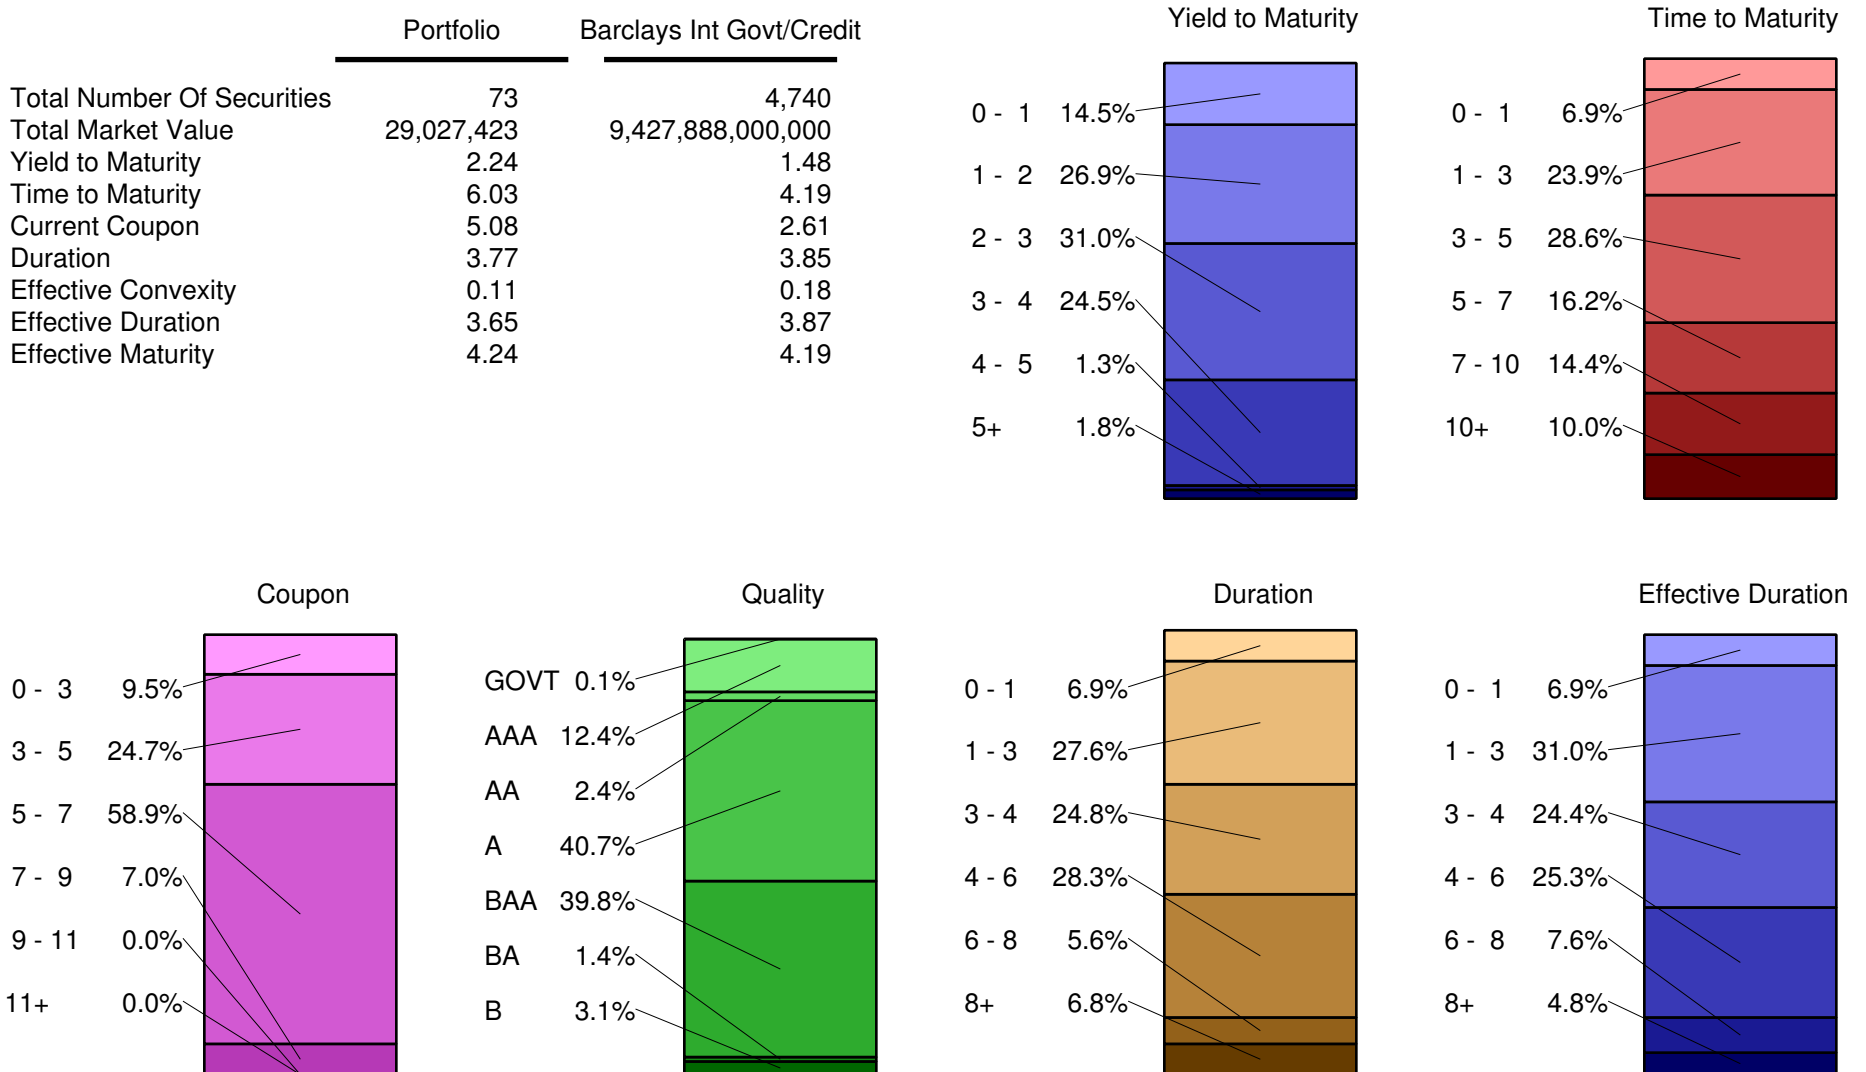 Portfolio Barclays Int Govt/Credit
Total Number Of Securities 73 4,740
Total Market Value 29,027,423 9,427,888,000,000
Yield to Maturity 2.24 1.48
Time to Maturity 6.03 4.19
Current Coupon 5.08 2.61
Duration 3.77 3.85
Effective Convexity 0.11 0.18
Effective Duration 3.65 3.87
Effective Maturity 4.24 4.19
Yield to Maturity
0 - 1 14.5%
1 - 2 26.9%
2 - 3 31.0%
3 - 4 24.5%
4 - 5 1.3%
5+ 1.8%
Time to Maturity
0 - 1 6.9%
1 - 3 23.9%
3 - 5 28.6%
5 - 7 16.2%
7 - 10 14.4%
10+ 10.0%
Coupon
0 - 3 9.5%
3 - 5 24.7%
5 - 7 58.9%
7 - 9 7.0%
9 - 11 0.0%
11+ 0.0%
Quality
GOVT 0.1%
AAA 12.4%
AA 2.4%
A 40.7%
BAA 39.8%
BA 1.4%
B 3.1%
Duration
0 - 1 6.9%
1 - 3 27.6%
3 - 4 24.8%
4 - 6 28.3%
6 - 8 5.6%
8+ 6.8%
Effective Duration
0 - 1 6.9%
1 - 3 31.0%
3 - 4 24.4%
4 - 6 25.3%
6 - 8 7.6%
8+ 4.8%